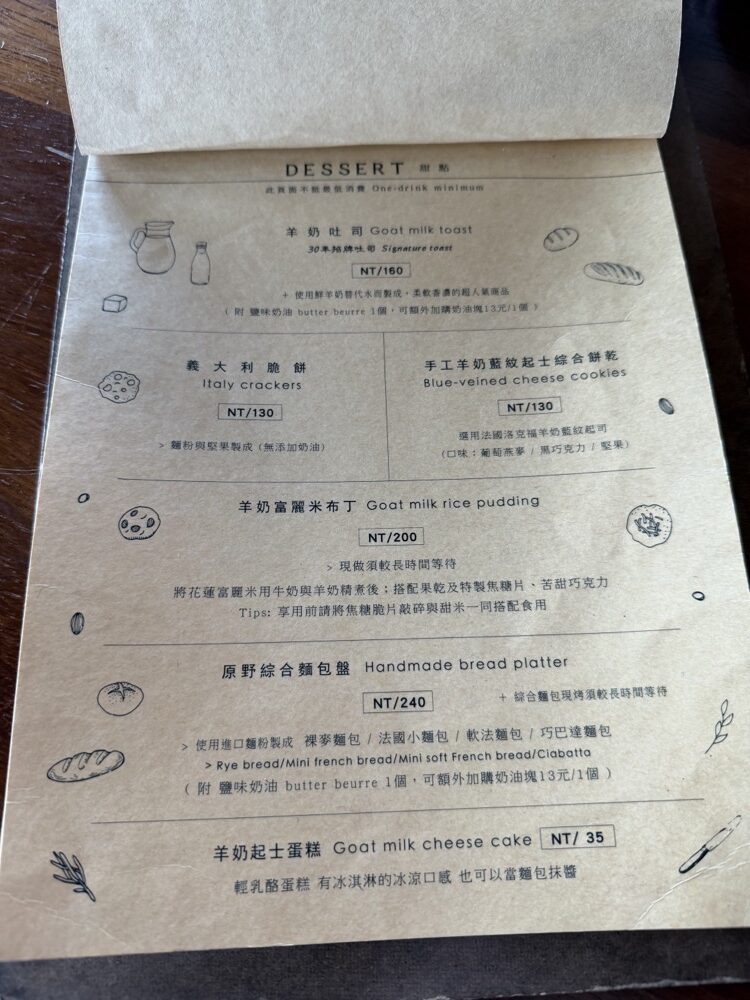 DESSERT 甜點
此頁面不抵最低消費 One-drink minimum
羊奶吐司 Goat milk toast
30年招牌吐司 Signature toast
NT/160
+ 使用鮮羊奶替代水而製成，柔軟香濃的超人氣商品
( 附 鹽味奶油 butter beurre 1個，可額外加購奶油塊13元/1個 )
義大利脆餅
Italy crackers
NT/130
> 麵粉與堅果製成 (無添加奶油)
手工羊奶藍紋起士綜合餅乾
Blue-veined cheese cookies
NT/130
選用法國洛克福羊奶藍紋起司
(口味：葡萄燕麥 / 黑巧克力 / 堅果)
羊奶富麗米布丁 Goat milk rice pudding
NT/200
> 現做須較長時間等待
將花蓮富麗米用牛奶與羊奶精煮後；搭配果乾及特製焦糖片、苦甜巧克力
Tips: 享用前請將焦糖脆片敲碎與甜米一同搭配食用
原野綜合麵包盤 Handmade bread platter
NT/240
+ 綜合麵包現烤須較長時間等待
> 使用進口麵粉製成 裸麥麵包 / 法國小麵包 / 軟法麵包 / 巧巴達麵包
> Rye bread/Mini french bread/Mini soft French bread/Ciabatta
( 附 鹽味奶油 butter beurre 1個，可額外加購奶油塊13元/1個 )
羊奶起士蛋糕 Goat milk cheese cake NT/ 35
輕乳酪蛋糕 有冰淇淋的冰涼口感 也可以當麵包抹醬